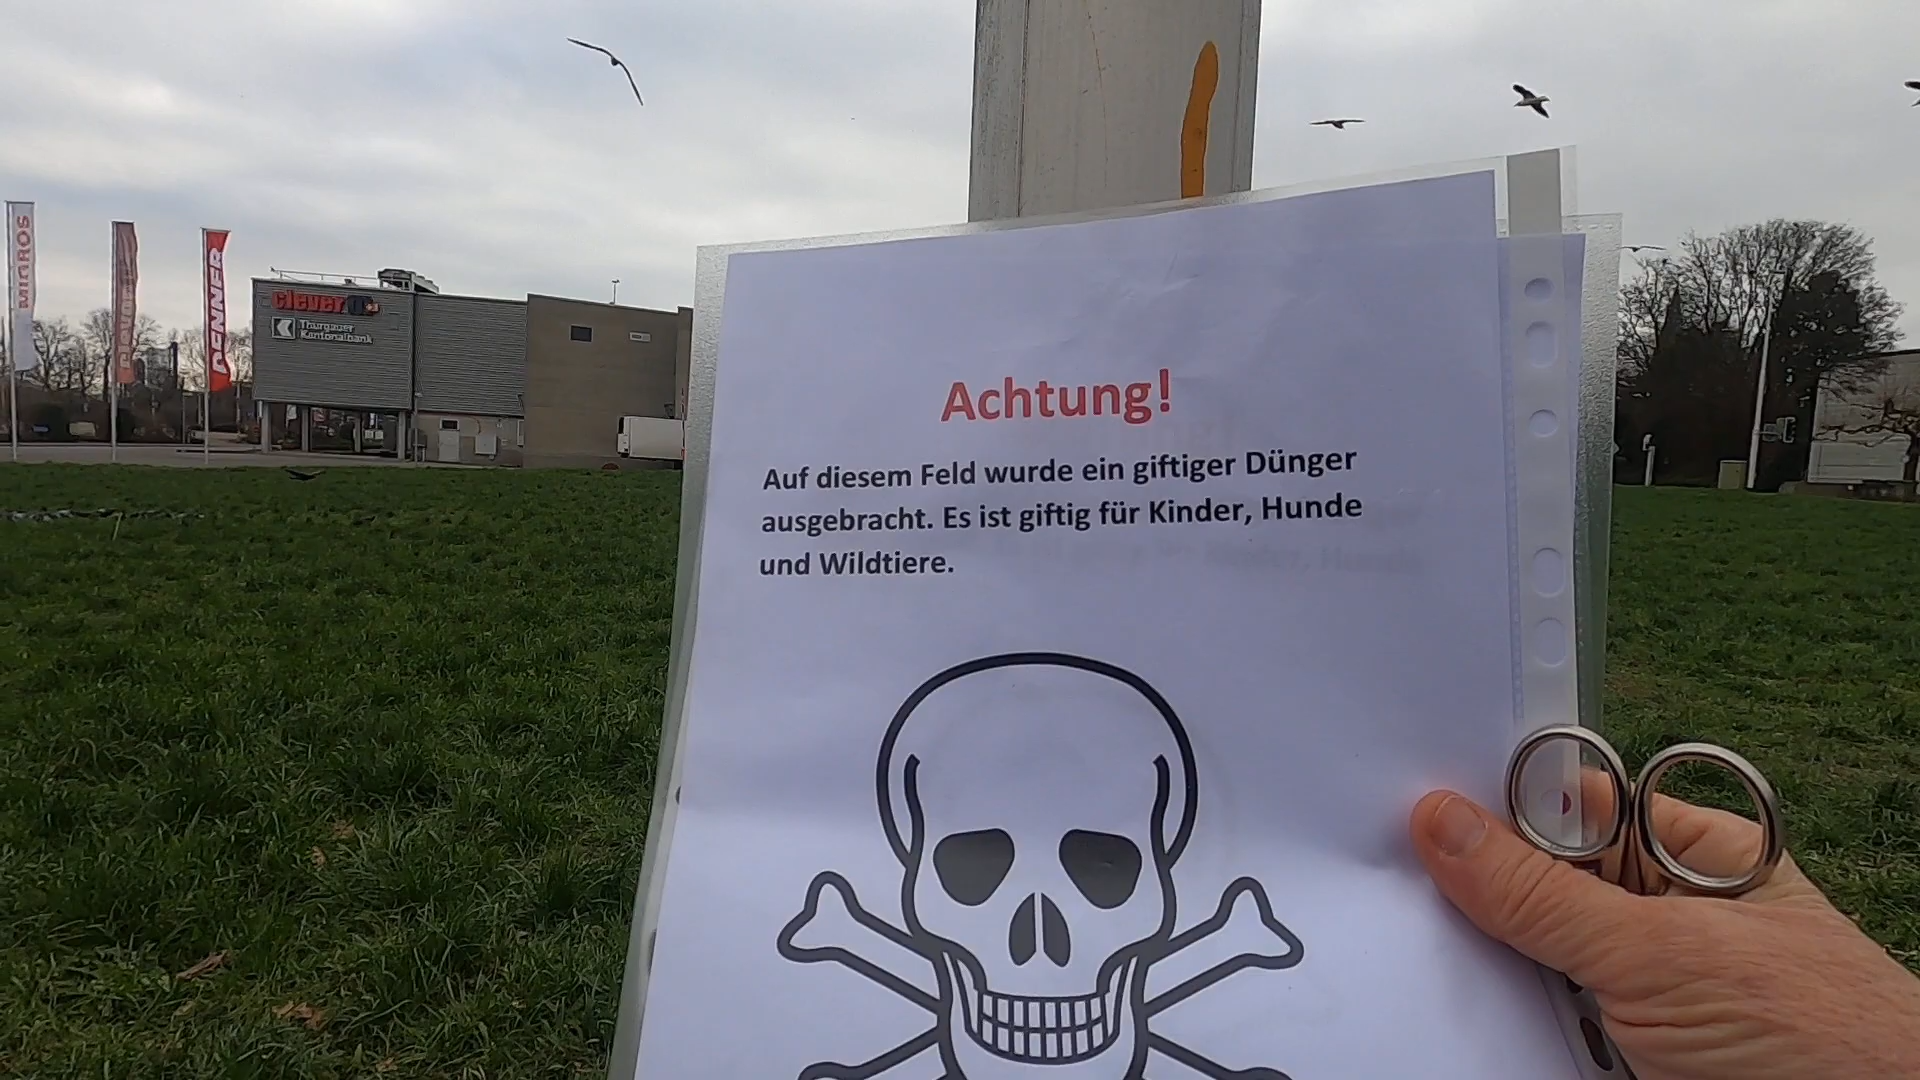 MIGROS
DENNER
clever
Thurgauer
Kantonalbank
Achtung!
Auf diesem Feld wurde ein giftiger Dünger
ausgebracht. Es ist giftig für Kinder, Hunde
und Wildtiere.